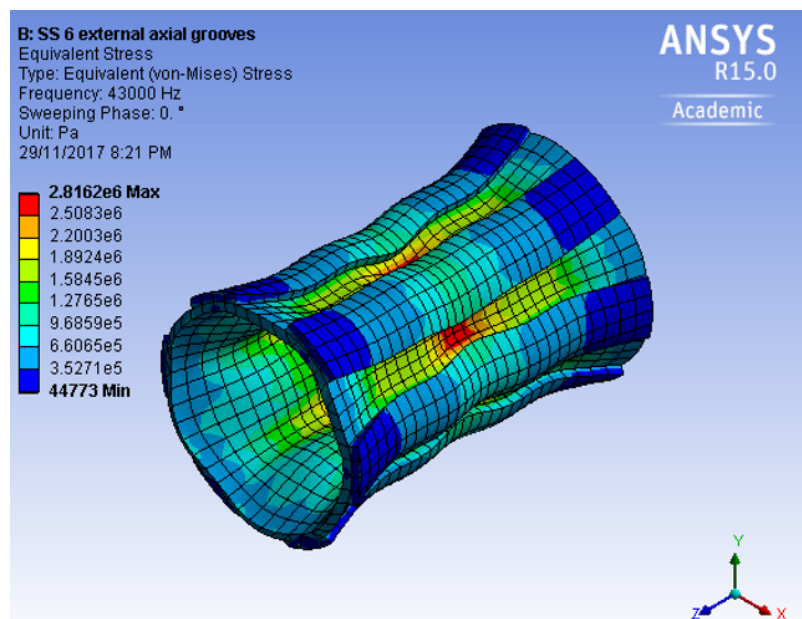 B: SS 6 external axial grooves
Equivalent Stress
Type: Equivalent (von-Mises) Stress
Frequency: 43000 Hz
Sweeping Phase: 0. °
Unit: Pa
29/11/2017 8:21 PM
ANSYS
R15.0
Academic
2.8162e6 Max
2.5083e6
2.2003e6
1.8924e6
1.5845e6
1.2765e6
9.6859e5
6.6065e5
3.5271e5
44773 Min
Y
Z
X